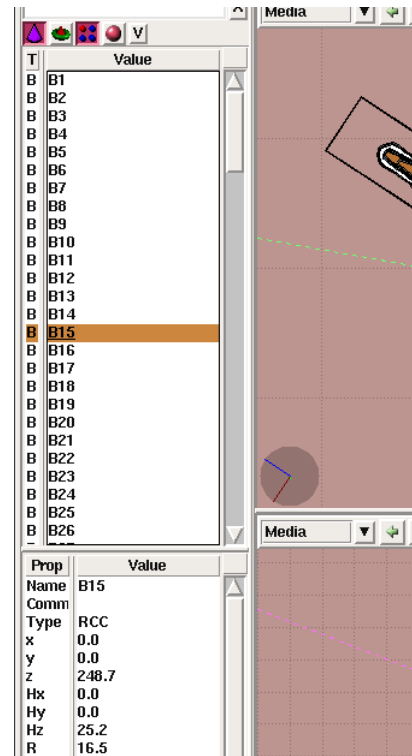 Media
V
T Value
B B1
B B2
B B3
B B4
B B5
B B6
B B7
B B8
B B9
B B10
B B11
B B12
B B13
B B14
B B15
B B16
B B17
B B18
B B19
B B20
B B21
B B22
B B23
B B24
B B25
B B26
Media
Prop Value
Name B15
Comm
Type RCC
x 0.0
y 0.0
z 248.7
Hx 0.0
Hy 0.0
Hz 25.2
R 16.5